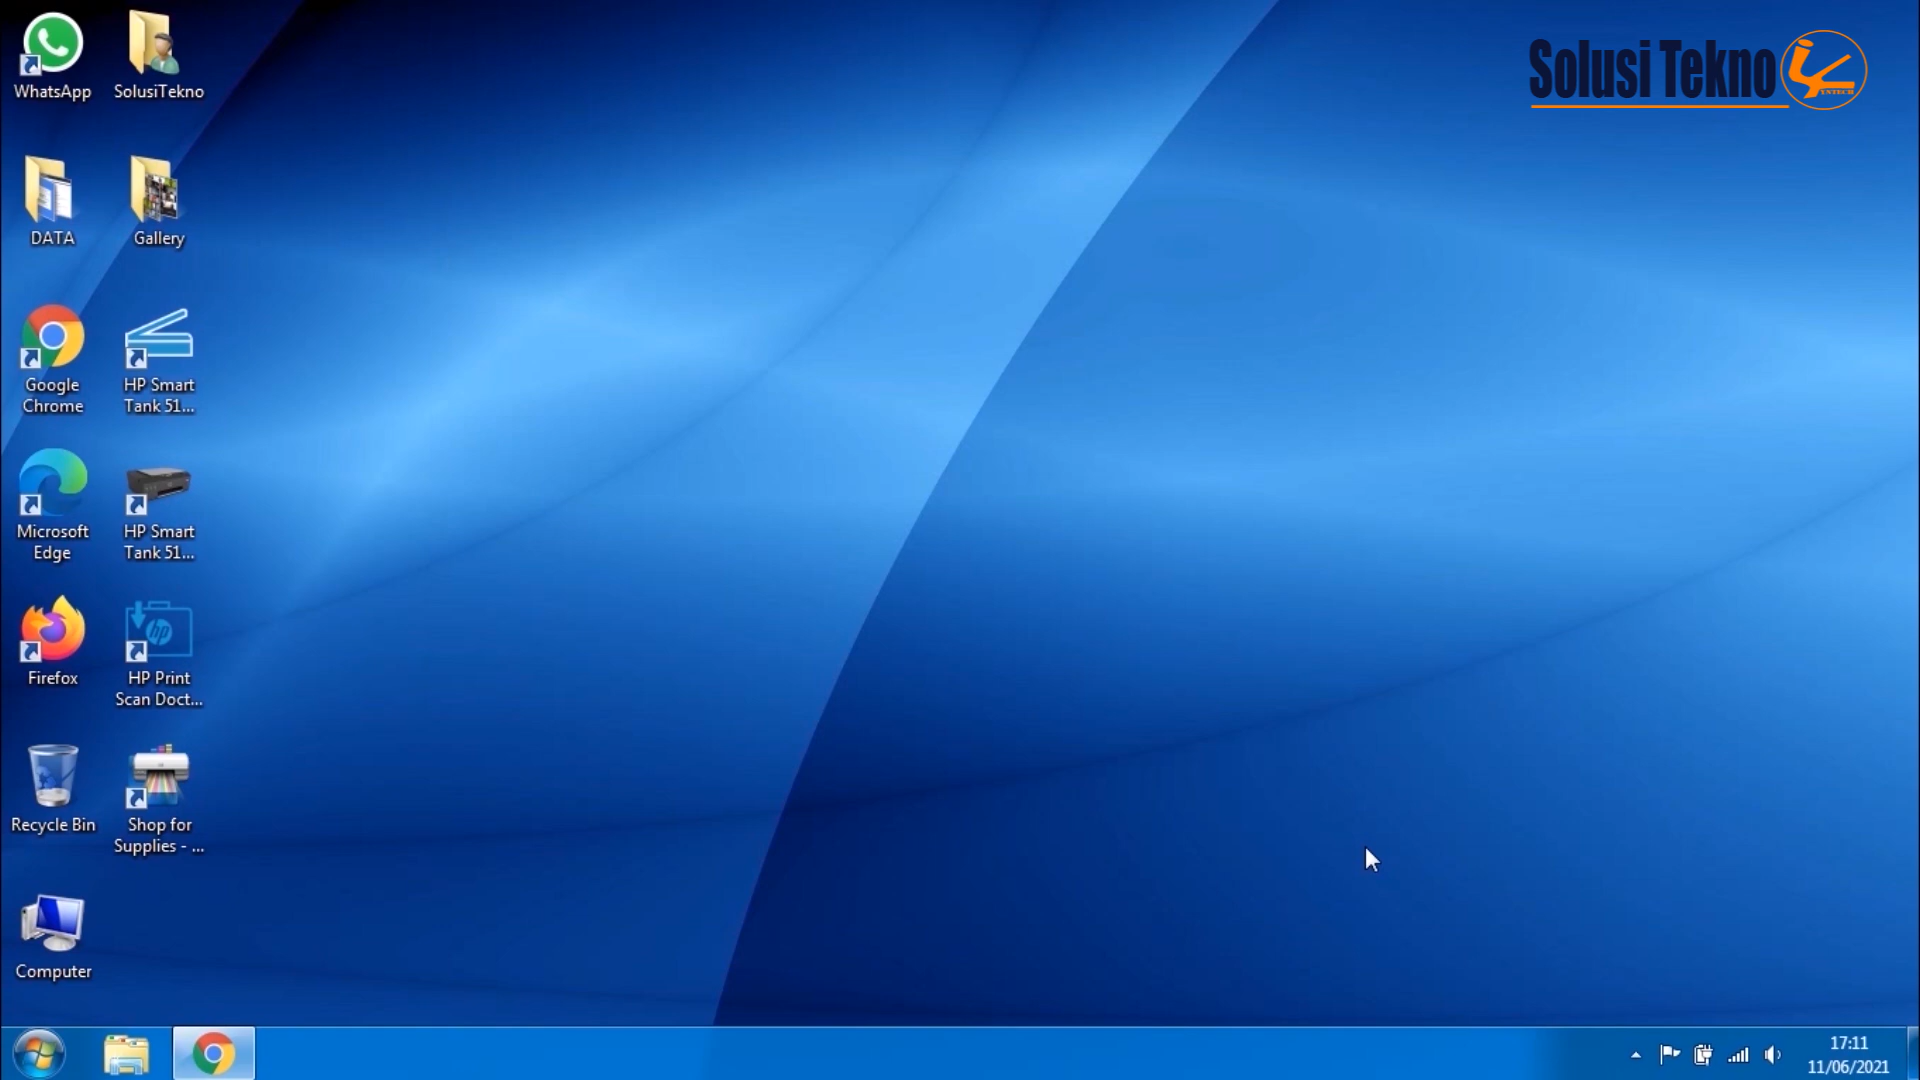 WhatsApp
SolusiTekno
Solusi Tekno
ENTECH
DATA
Gallery
Google
Chrome
HP Smart
Tank 51...
Microsoft
Edge
HP Smart
Tank 51...
Firefox
HP Print
Scan Doct...
Recycle Bin
Shop for
Supplies - ...
Computer
17:11
11/06/2021